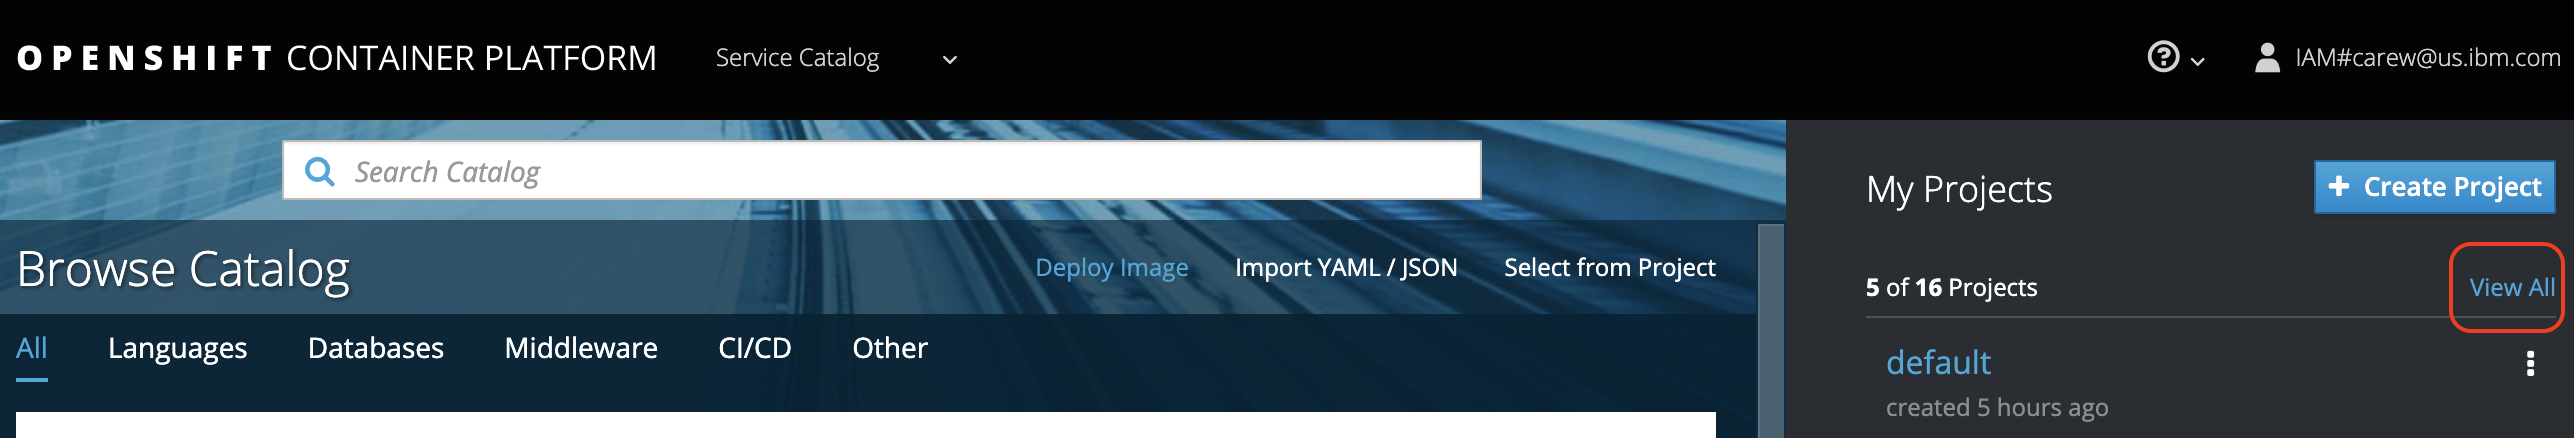 OPENSHIFT CONTAINER PLATFORM
Service Catalog
IAM#carew@us.ibm.com
Search Catalog
Browse Catalog
Deploy Image
Import YAML / JSON
Select from Project
All
Languages
Databases
Middleware
CI/CD
Other
My Projects
+ Create Project
5 of 16 Projects
View All
default
created 5 hours ago